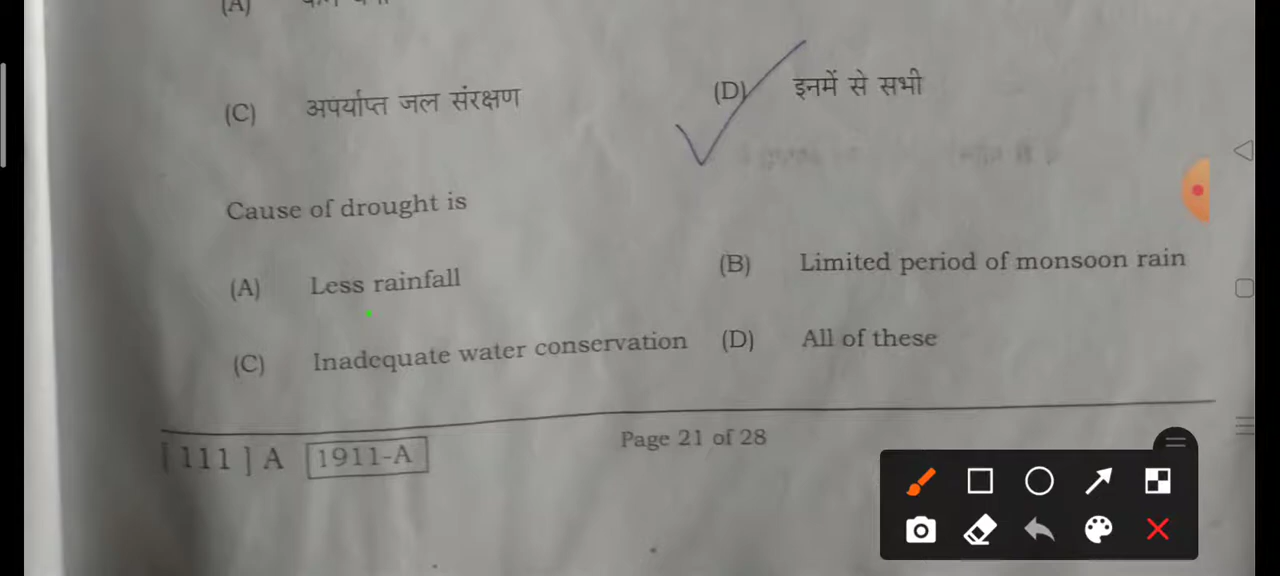 (A)
(C) अपर्याप्त जल संरक्षण (D) इनमें से सभी
Cause of drought is
(A) Less rainfall (B) Limited period of monsoon rain
(C) Inadequate water conservation (D) All of these
[ 111 ] A 1911-A Page 21 of 28